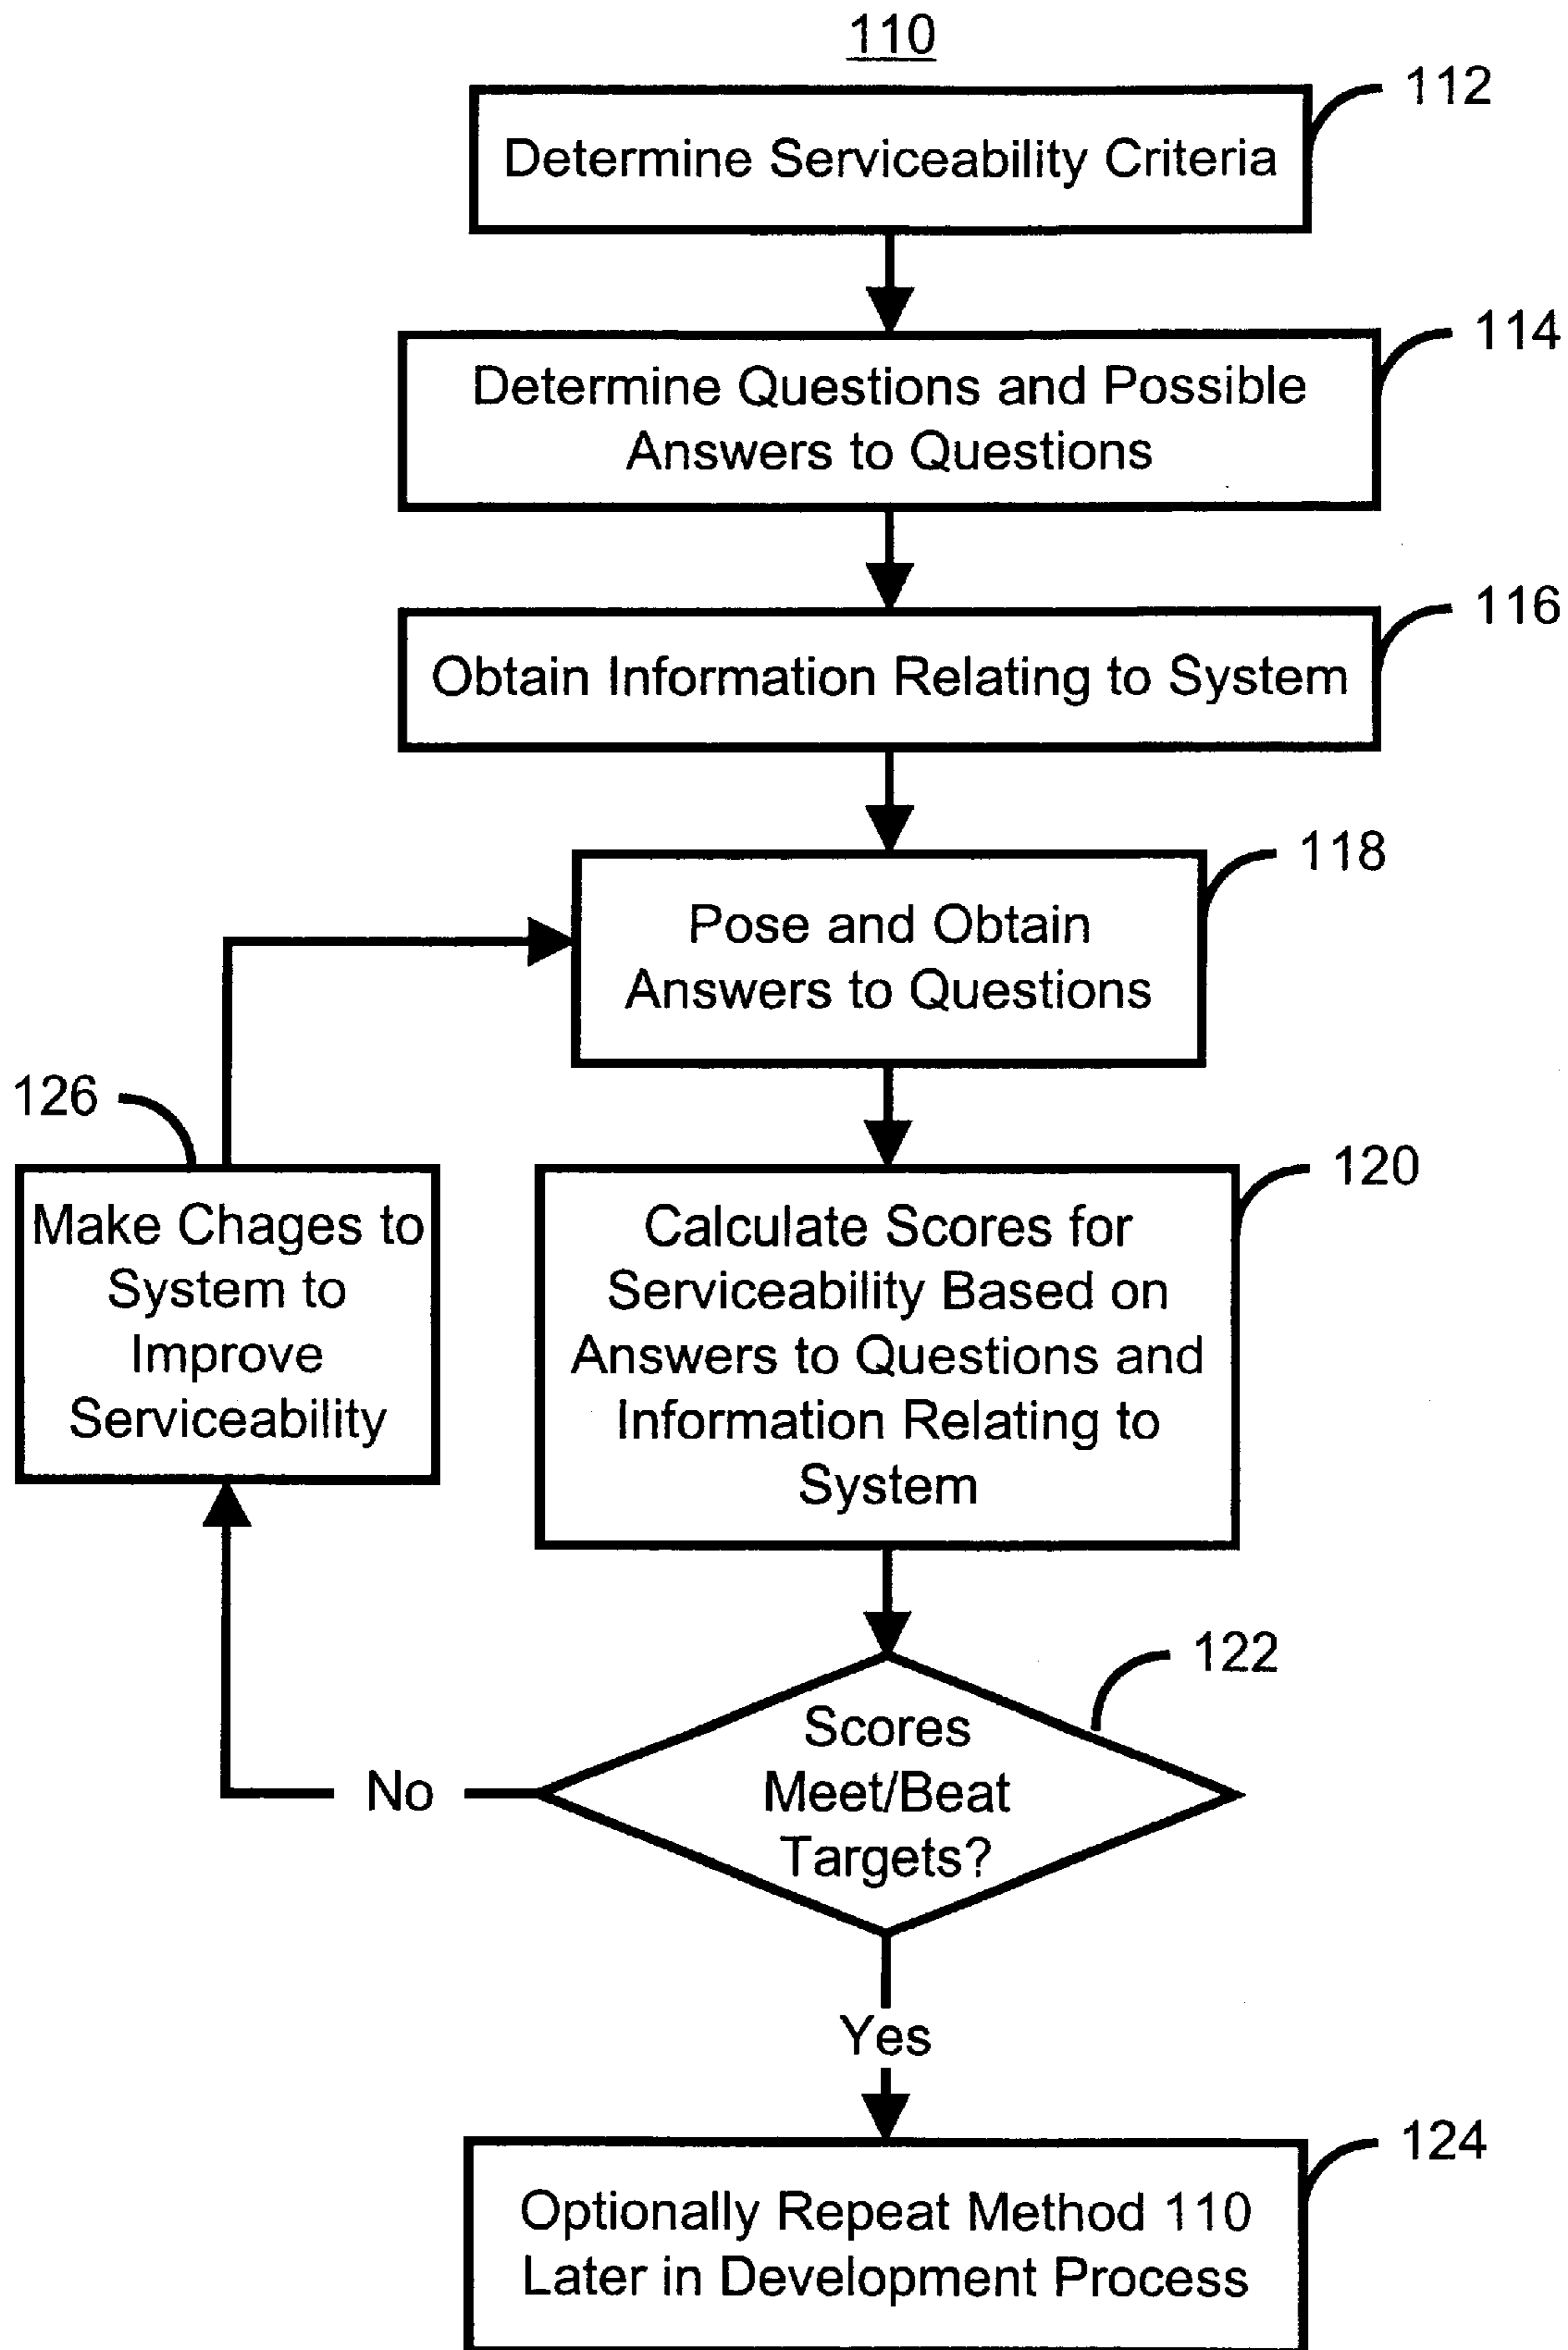 110
112
Determine Serviceability Criteria
114
Determine Questions and Possible
Answers to Questions
116
Obtain Information Relating to System
118
Pose and Obtain
Answers to Questions
126
Make Chages to
System to
Improve
Serviceability
120
Calculate Scores for
Serviceability Based on
Answers to Questions and
Information Relating to
System
122
Scores
Meet/Beat
Targets?
No
Yes
124
Optionally Repeat Method 110
Later in Development Process